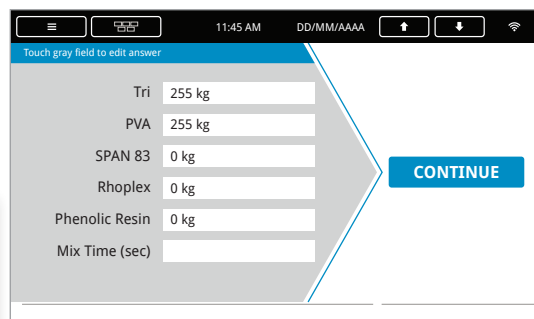 11:45 AM DD/MM/AAAA
Touch gray field to edit answer
Tri 255 kg
PVA 255 kg
SPAN 83 0 kg
Rhoplex 0 kg
Phenolic Resin 0 kg
Mix Time (sec)
CONTINUE